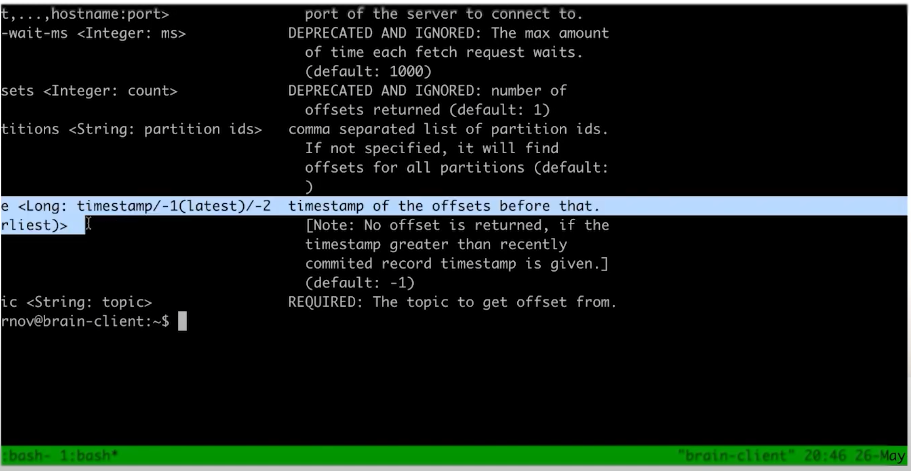 t,...,hostname:port> port of the server to connect to.
-wait-ms <Integer: ms> DEPRECATED AND IGNORED: The max amount
of time each fetch request waits.
(default: 1000)
sets <Integer: count> DEPRECATED AND IGNORED: number of
offsets returned (default: 1)
titions <String: partition ids> comma separated list of partition ids.
If not specified, it will find
offsets for all partitions (default:
)
e <Long: timestamp/-1(latest)/-2 timestamp of the offsets before that.
rliest)> [Note: No offset is returned, if the
timestamp greater than recently
commited record timestamp is given.]
(default: -1)
ic <String: topic> REQUIRED: The topic to get offset from.
rnov@brain-client:~$
:bash- 1:bash* "brain-client" 20:46 26-May